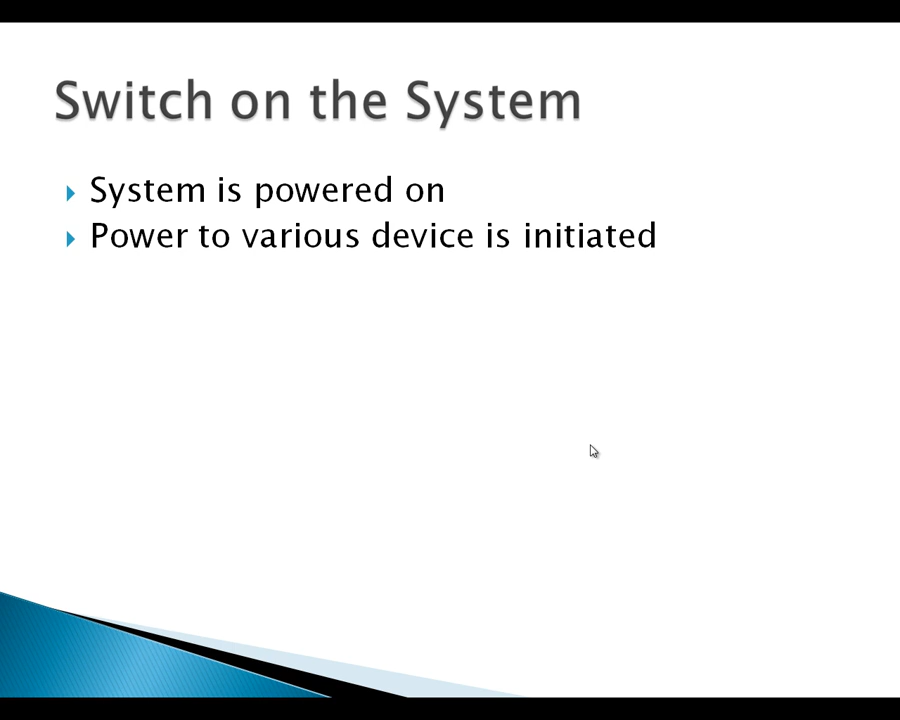 Switch on the System
System is powered on
Power to various device is initiated